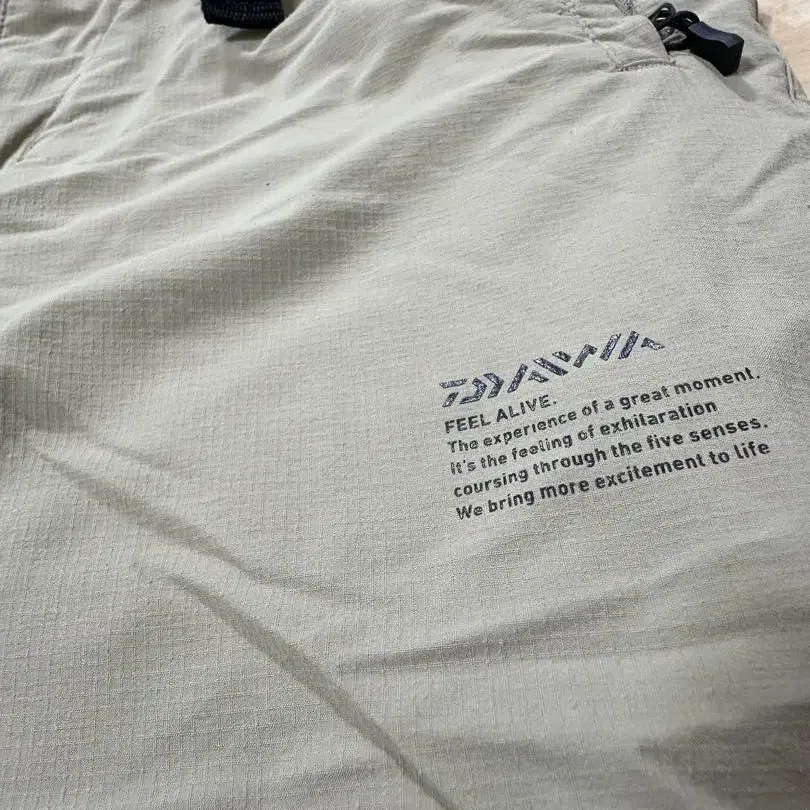 DAIWA
FEEL ALIVE.
The experience of a great moment.
It's the feeling of exhilaration
coursing through the five senses.
We bring more excitement to life